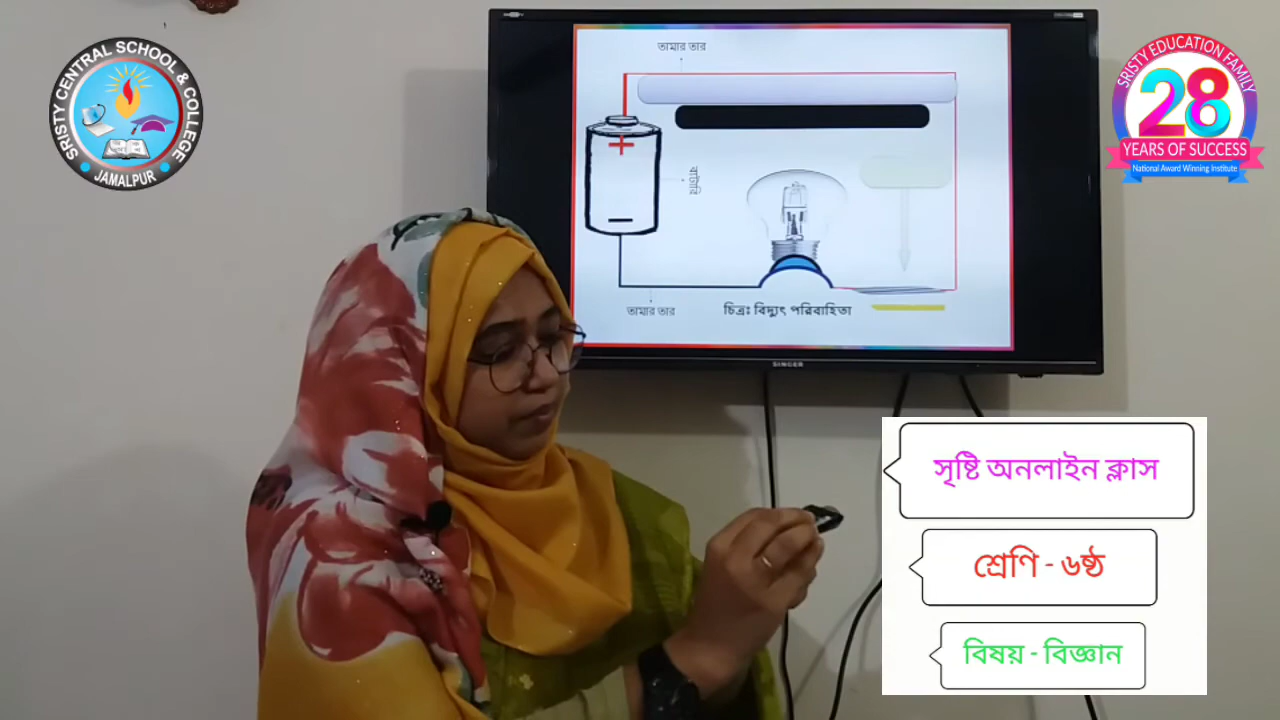 SRISTY CENTRAL SCHOOL & COLLEGE
JAMALPUR
SRISTY EDUCATION FAMILY
28
YEARS OF SUCCESS
National Award Winning Institute
তামার তার
+
ব্যাটারি
-
তামার তার
চিত্রঃ বিদ্যুৎ পরিবাহিতা
SINGER
সৃষ্টি অনলাইন ক্লাস
শ্রেণি - ৬ষ্ঠ
বিষয় - বিজ্ঞান